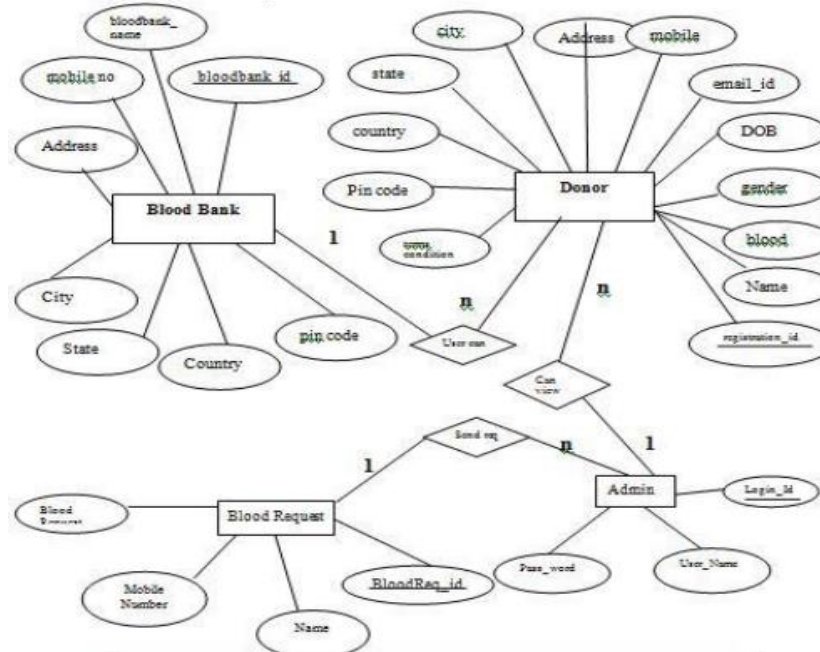 bloodbank_
name
mobile no
bloodbank_id
Address
Blood Bank
City
State
Country
pin code
city
Address
mobile
state
email_id
country
DOB
Pin code
Donor
gender
condition
blood
Name
registration_id
1
n
n
User can
Can
view
Send req
1
n
1
Admin
Login_Id
Pass_word
User_Name
Blood
Blood Request
Mobile
Number
Name
BloodReq_id